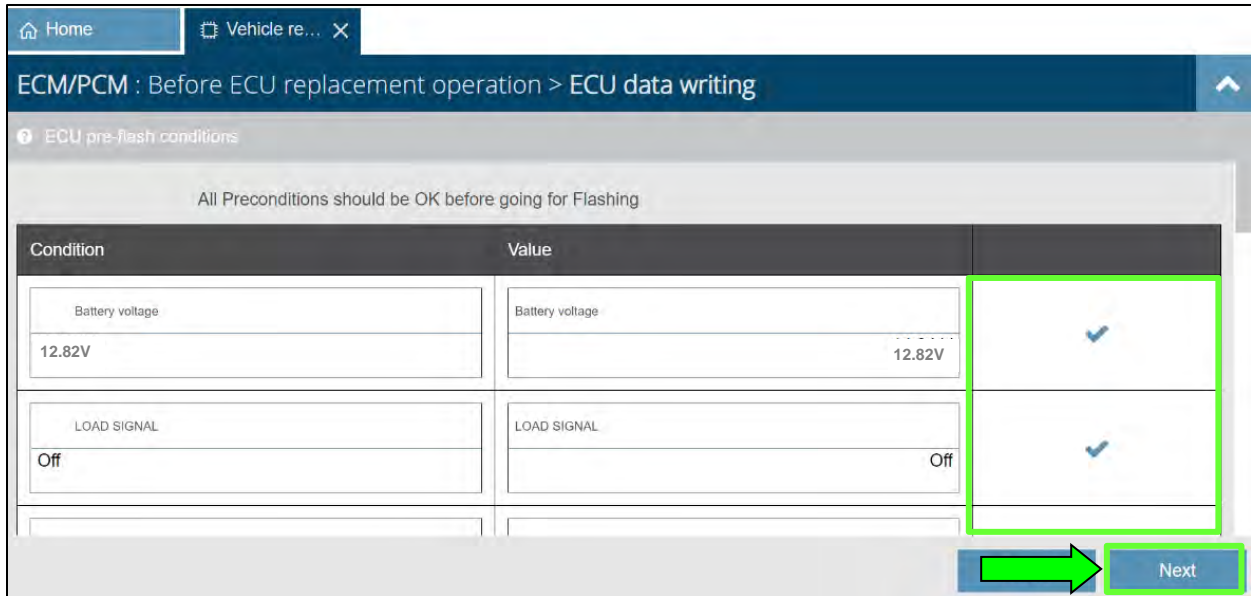 Home
Vehicle re...
ECM/PCM : Before ECU replacement operation > ECU data writing
ECU pre-flash conditions
All Preconditions should be OK before going for Flashing
Condition Value
Battery voltage Battery voltage
12.82V 12.82V
LOAD SIGNAL LOAD SIGNAL
Off Off
Next